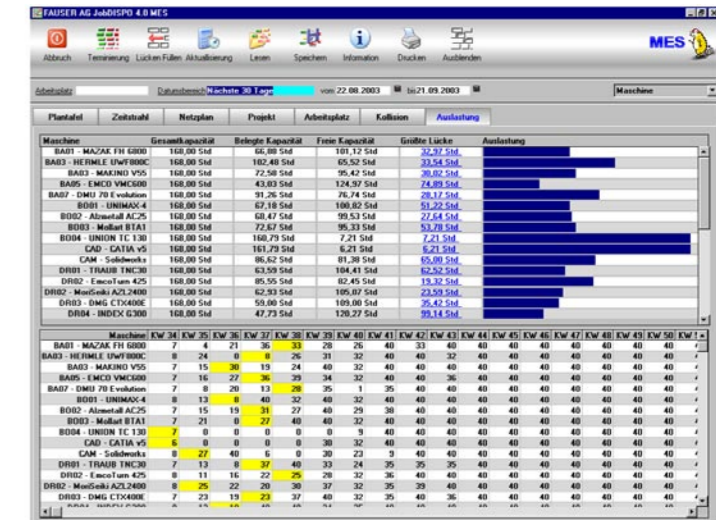 FAUSER AG JobDISPO 4.0 MES
Abbruch Terminierung Lücken Füllen Aktualisierung Lesen Speichern Information Drucken Ausblenden
MES
Arbeitsplatz Datumsbereich Nächste 30 Tage vom 22.08.2003 bis 21.09.2003 Maschine
Plantafel Zeitstrahl Netzplan Projekt Arbeitsplatz Kollision Auslastung
Maschine Gesamtkapazität Belegte Kapazität Freie Kapazität Größte Lücke Auslastung
BA01 - MAZAK FH 6800 168,00 Std 66,88 Std 101,12 Std 32,97 Std
BA03 - HERMLE UWF800C 168,00 Std 102,48 Std 65,52 Std 33,54 Std
BA03 - MAKINO V55 168,00 Std 72,58 Std 95,42 Std 30,02 Std
BA05 - EMCO VMC600 168,00 Std 43,03 Std 124,97 Std 74,89 Std
BA07 - DMU 70 Evolution 168,00 Std 91,26 Std 76,74 Std 28,17 Std
BO01 - UNIMAX-4 168,00 Std 67,18 Std 100,82 Std 51,22 Std
BO02 - Alzmetall AC25 168,00 Std 68,47 Std 99,53 Std 27,64 Std
BO03 - Mollart BTA1 168,00 Std 72,67 Std 95,33 Std 53,78 Std
BO04 - UNION TC 130 168,00 Std 160,79 Std 7,21 Std 7,21 Std
CAD - CATIA v5 168,00 Std 161,79 Std 6,21 Std 6,21 Std
CAM - Solidworks 168,00 Std 86,62 Std 81,38 Std 65,00 Std
DR01 - TRAUB TNC30 168,00 Std 63,59 Std 104,41 Std 62,52 Std
DR02 - EmcoTurn 425 168,00 Std 85,55 Std 82,45 Std 19,32 Std
DR02 - MoriSeiki AZL2400 168,00 Std 62,93 Std 105,07 Std 23,59 Std
DR03 - DMG CTX400E 168,00 Std 59,00 Std 109,00 Std 35,42 Std
DR04 - INDEX G300 168,00 Std 47,73 Std 120,27 Std 99,14 Std
Maschine KW 34 KW 35 KW 36 KW 37 KW 38 KW 39 KW 40 KW 41 KW 42 KW 43 KW 44 KW 45 KW 46 KW 47 KW 48 KW 49 KW 50 KW
BA01 - MAZAK FH 6800 7 4 21 36 33 28 26 40 33 40 40 40 40 40 40 40 40
BA03 - HERMLE UWF800C 8 24 0 8 26 31 32 40 40 32 40 40 40 40 40 40 40
BA03 - MAKINO V55 7 15 30 19 24 40 32 40 40 40 40 40 40 40 40 40 40
BA05 - EMCO VMC600 7 16 27 36 39 34 32 40 40 36 40 40 40 40 40 40 40
BA07 - DMU 70 Evolution 7 8 20 13 28 35 1 35 40 40 40 40 40 40 40 40 40
BO01 - UNIMAX-4 8 13 8 40 32 40 32 40 40 40 40 40 40 40 40 40 40
BO02 - Alzmetall AC25 7 15 19 31 27 40 29 38 40 40 40 40 40 40 40 40 40
BO03 - Mollart BTA1 7 21 0 27 40 40 32 40 40 40 40 40 40 40 40 40 40
BO04 - UNION TC 130 7 0 0 0 0 0 9 40 40 40 40 40 40 40 40 40 40
CAD - CATIA v5 6 0 0 0 0 30 32 40 40 40 40 40 40 40 40 40 40
CAM - Solidworks 8 27 40 6 0 30 23 9 40 40 40 40 40 40 40 40 40
DR01 - TRAUB TNC30 7 13 8 37 40 33 24 35 35 35 40 40 40 40 40 40 40
DR02 - EmcoTurn 425 8 11 16 22 25 28 32 36 40 40 40 40 40 40 40 40 40
DR02 - MoriSeiki AZL2400 8 25 22 20 30 37 32 35 39 40 40 40 40 40 40 40 40
DR03 - DMG CTX400E 7 23 19 23 37 40 32 35 40 36 40 40 40 40 40 40 40